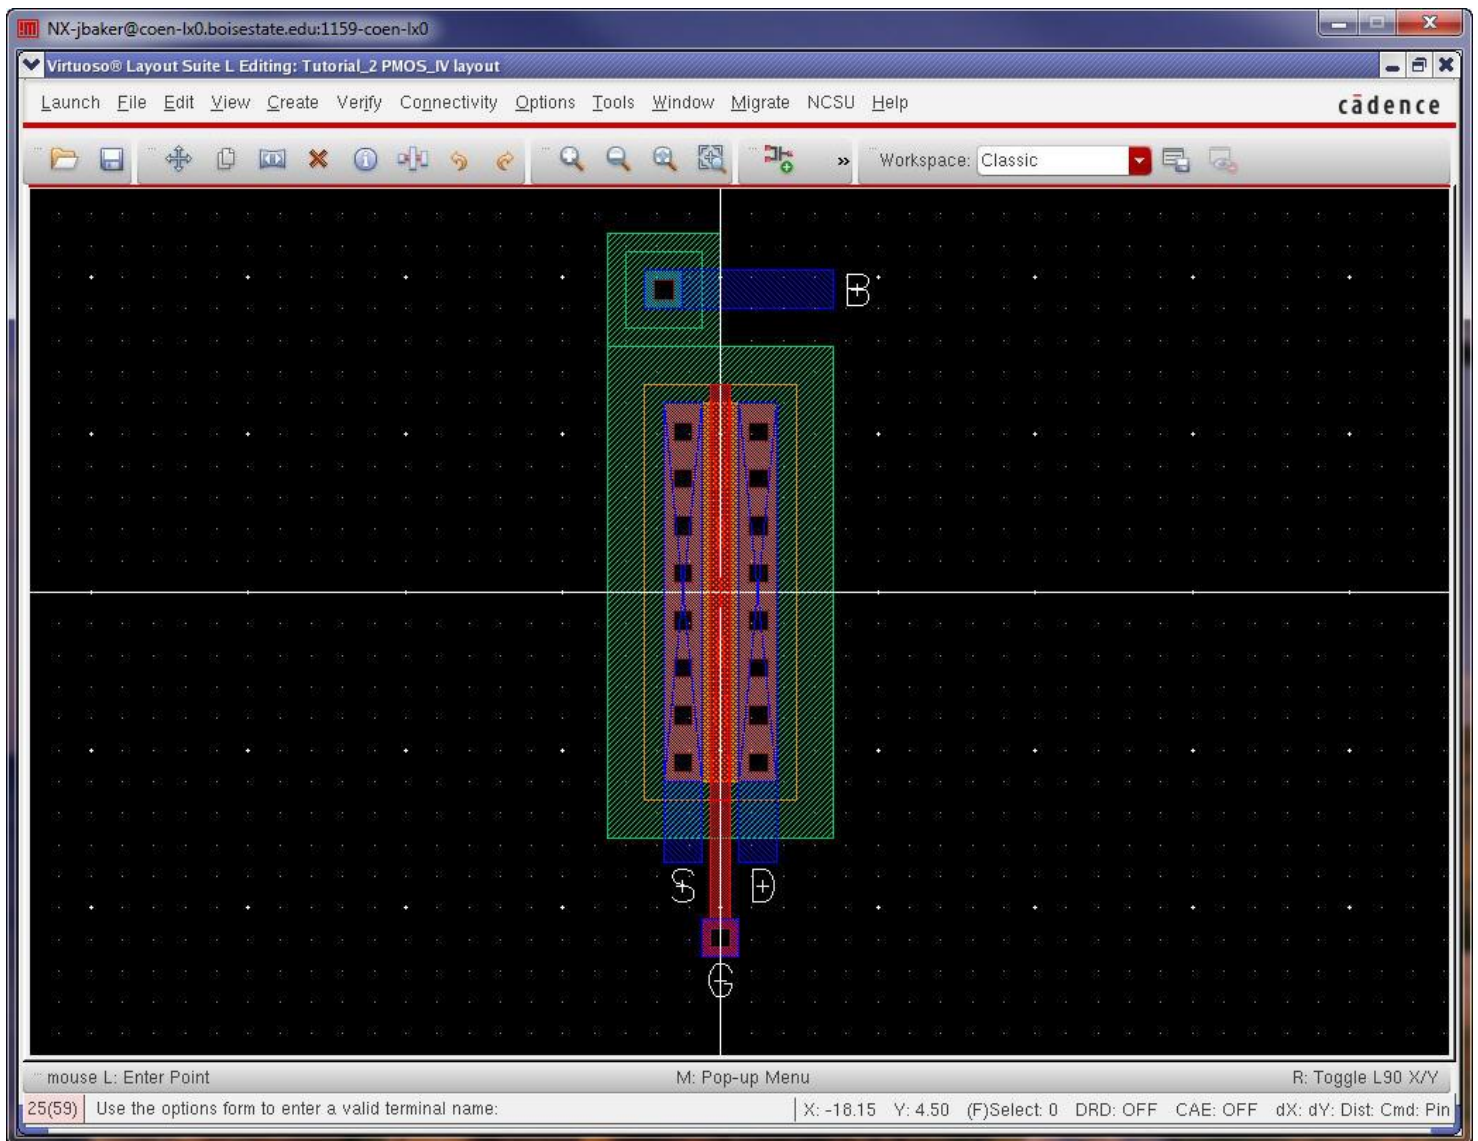 NX-jbaker@coen-lx0.boisestate.edu:1159-coen-lx0
Virtuoso® Layout Suite L Editing: Tutorial_2 PMOS_IV layout
Launch File Edit View Create Verify Connectivity Options Tools Window Migrate NCSU Help cādence
» Workspace: Classic
B
S D
G
mouse L: Enter Point M: Pop-up Menu R: Toggle L90 X/Y
25(59) Use the options form to enter a valid terminal name: X: -18.15 Y: 4.50 (F)Select: 0 DRD: OFF CAE: OFF dX: dY: Dist: Cmd: Pin